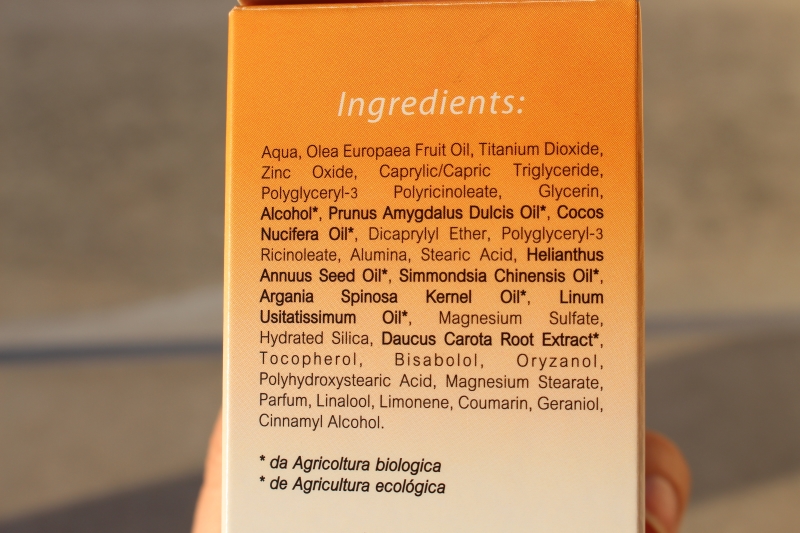 Ingredients:
Aqua, Olea Europaea Fruit Oil, Titanium Dioxide,
Zinc Oxide, Caprylic/Capric Triglyceride,
Polyglyceryl-3 Polyricinoleate, Glycerin,
Alcohol*, Prunus Amygdalus Dulcis Oil*, Cocos
Nucifera Oil*, Dicaprylyl Ether, Polyglyceryl-3
Ricinoleate, Alumina, Stearic Acid, Helianthus
Annuus Seed Oil*, Simmondsia Chinensis Oil*,
Argania Spinosa Kernel Oil*, Linum
Usitatissimum Oil*, Magnesium Sulfate,
Hydrated Silica, Daucus Carota Root Extract*,
Tocopherol, Bisabolol, Oryzanol,
Polyhydroxystearic Acid, Magnesium Stearate,
Parfum, Linalool, Limonene, Coumarin, Geraniol,
Cinnamyl Alcohol.
* da Agricoltura biologica
* de Agricultura ecológica